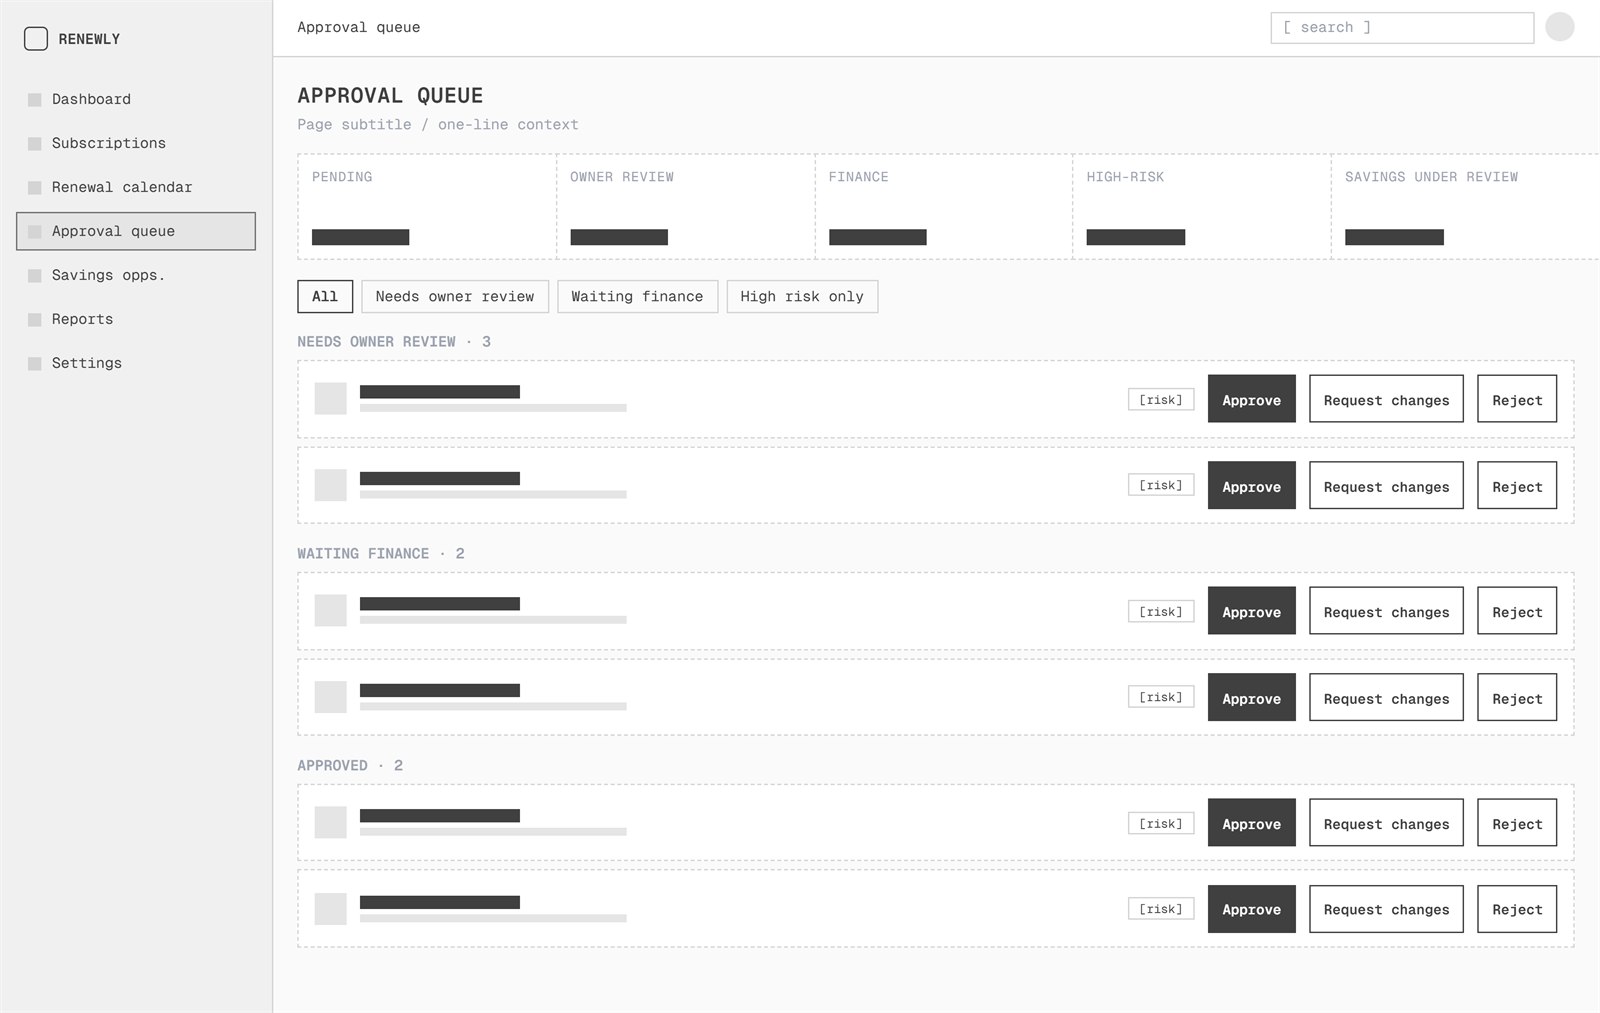 RENEWLY
Dashboard
Subscriptions
Renewal calendar
Approval queue
Savings opps.
Reports
Settings
Approval queue
[ search ]
APPROVAL QUEUE
Page subtitle / one-line context
PENDING
OWNER REVIEW
FINANCE
HIGH-RISK
SAVINGS UNDER REVIEW
All
Needs owner review
Waiting finance
High risk only
NEEDS OWNER REVIEW · 3
[risk]
Approve
Request changes
Reject
[risk]
Approve
Request changes
Reject
WAITING FINANCE · 2
[risk]
Approve
Request changes
Reject
[risk]
Approve
Request changes
Reject
APPROVED · 2
[risk]
Approve
Request changes
Reject
[risk]
Approve
Request changes
Reject